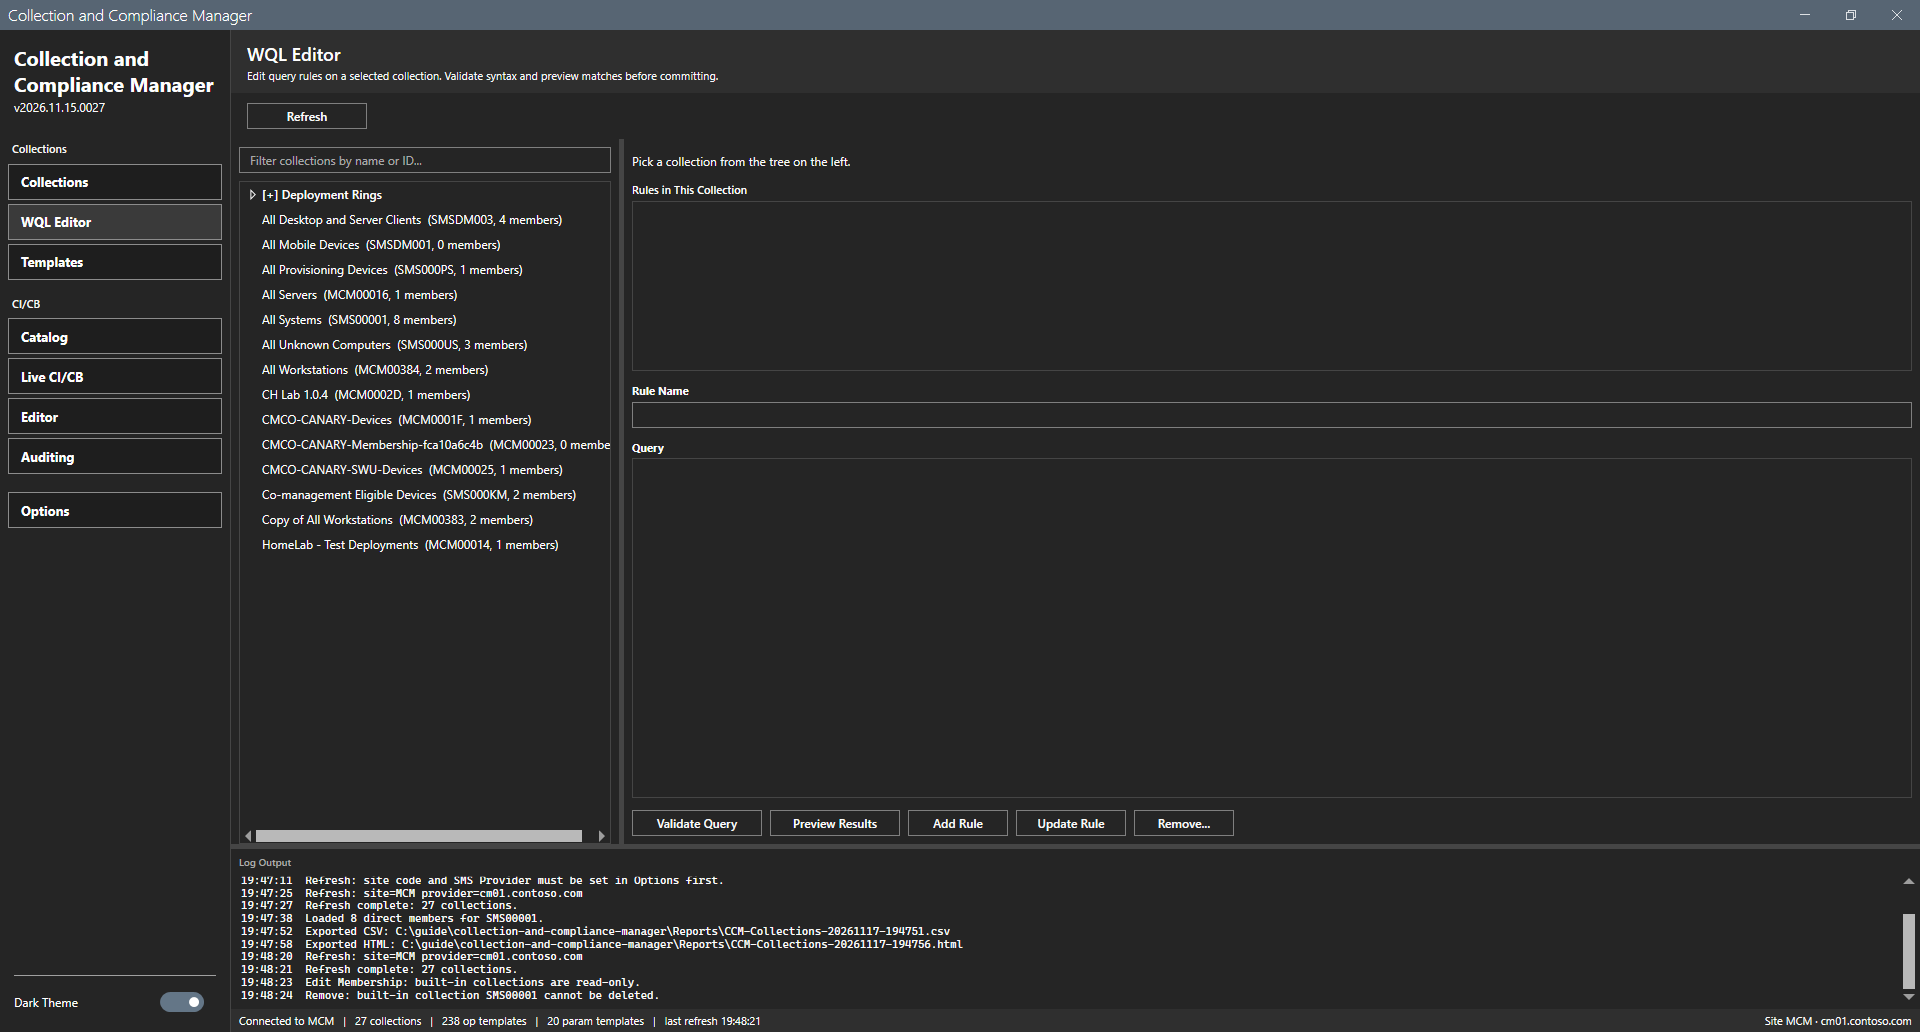 Collection and Compliance Manager
Collection and
Compliance Manager
v2026.11.15.0027
Collections
Collections
WQL Editor
Templates
CI/CB
Catalog
Live CI/CB
Editor
Auditing
Options
Dark Theme
WQL Editor
Edit query rules on a selected collection. Validate syntax and preview matches before committing.
Refresh
Filter collections by name or ID...
[+] Deployment Rings
All Desktop and Server Clients (SMSDM003, 4 members)
All Mobile Devices (SMSDM001, 0 members)
All Provisioning Devices (SMS000PS, 1 members)
All Servers (MCM00016, 1 members)
All Systems (SMS00001, 8 members)
All Unknown Computers (SMS000US, 3 members)
All Workstations (MCM00384, 2 members)
CH Lab 1.0.4 (MCM0002D, 1 members)
CMCO-CANARY-Devices (MCM0001F, 1 members)
CMCO-CANARY-Membership-fca10a6c4b (MCM00023, 0 membe
CMCO-CANARY-SWU-Devices (MCM00025, 1 members)
Co-management Eligible Devices (SMS000KM, 2 members)
Copy of All Workstations (MCM00383, 2 members)
HomeLab - Test Deployments (MCM00014, 1 members)
Pick a collection from the tree on the left.
Rules in This Collection
Rule Name
Query
Validate Query
Preview Results
Add Rule
Update Rule
Remove...
Log Output
19:47:11 Refresh: site code and SMS Provider must be set in Options first.
19:47:25 Refresh: site=MCM provider=cm01.contoso.com
19:47:27 Refresh complete: 27 collections.
19:47:38 Loaded 8 direct members for SMS00001.
19:47:52 Exported CSV: C:\guide\collection-and-compliance-manager\Reports\CCM-Collections-20261117-194751.csv
19:47:58 Exported HTML: C:\guide\collection-and-compliance-manager\Reports\CCM-Collections-20261117-194756.html
19:48:20 Refresh: site=MCM provider=cm01.contoso.com
19:48:21 Refresh complete: 27 collections.
19:48:23 Edit Membership: built-in collections are read-only.
19:48:24 Remove: built-in collection SMS00001 cannot be deleted.
Connected to MCM | 27 collections | 238 op templates | 20 param templates | last refresh 19:48:21
Site MCM · cm01.contoso.com